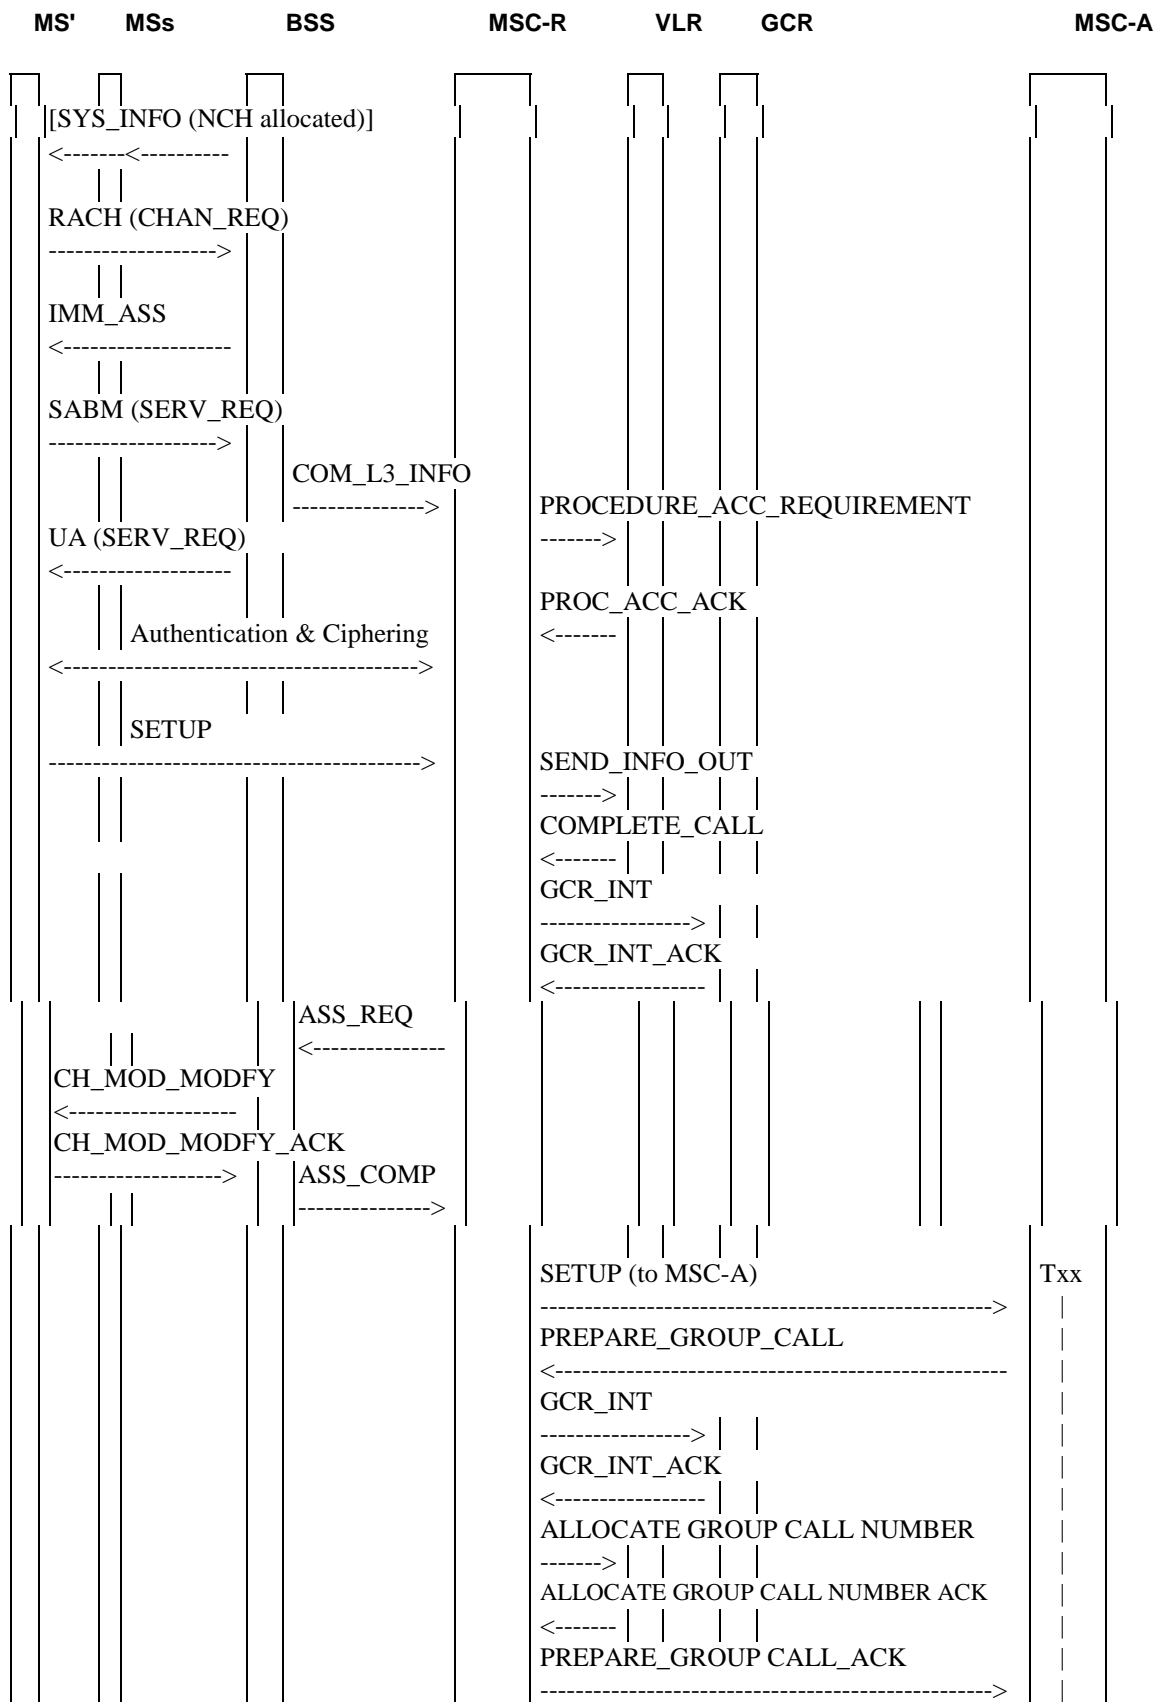 MS' MSs BSS MSC-R VLR GCR MSC-A
[SYS_INFO (NCH allocated)]
RACH (CHAN_REQ)
IMM_ASS
SABM (SERV_REQ)
COM_L3_INFO
PROCEDURE_ACC_REQUIREMENT
UA (SERV_REQ)
PROC_ACC_ACK
Authentication & Ciphering
SETUP
SEND_INFO_OUT
COMPLETE_CALL
GCR_INT
GCR_INT_ACK
ASS_REQ
CH_MOD_MODFY
CH_MOD_MODFY_ACK
ASS_COMP
SETUP (to MSC-A) Txx
PREPARE_GROUP_CALL
GCR_INT
GCR_INT_ACK
ALLOCATE GROUP CALL NUMBER
ALLOCATE GROUP CALL NUMBER ACK
PREPARE_GROUP CALL_ACK